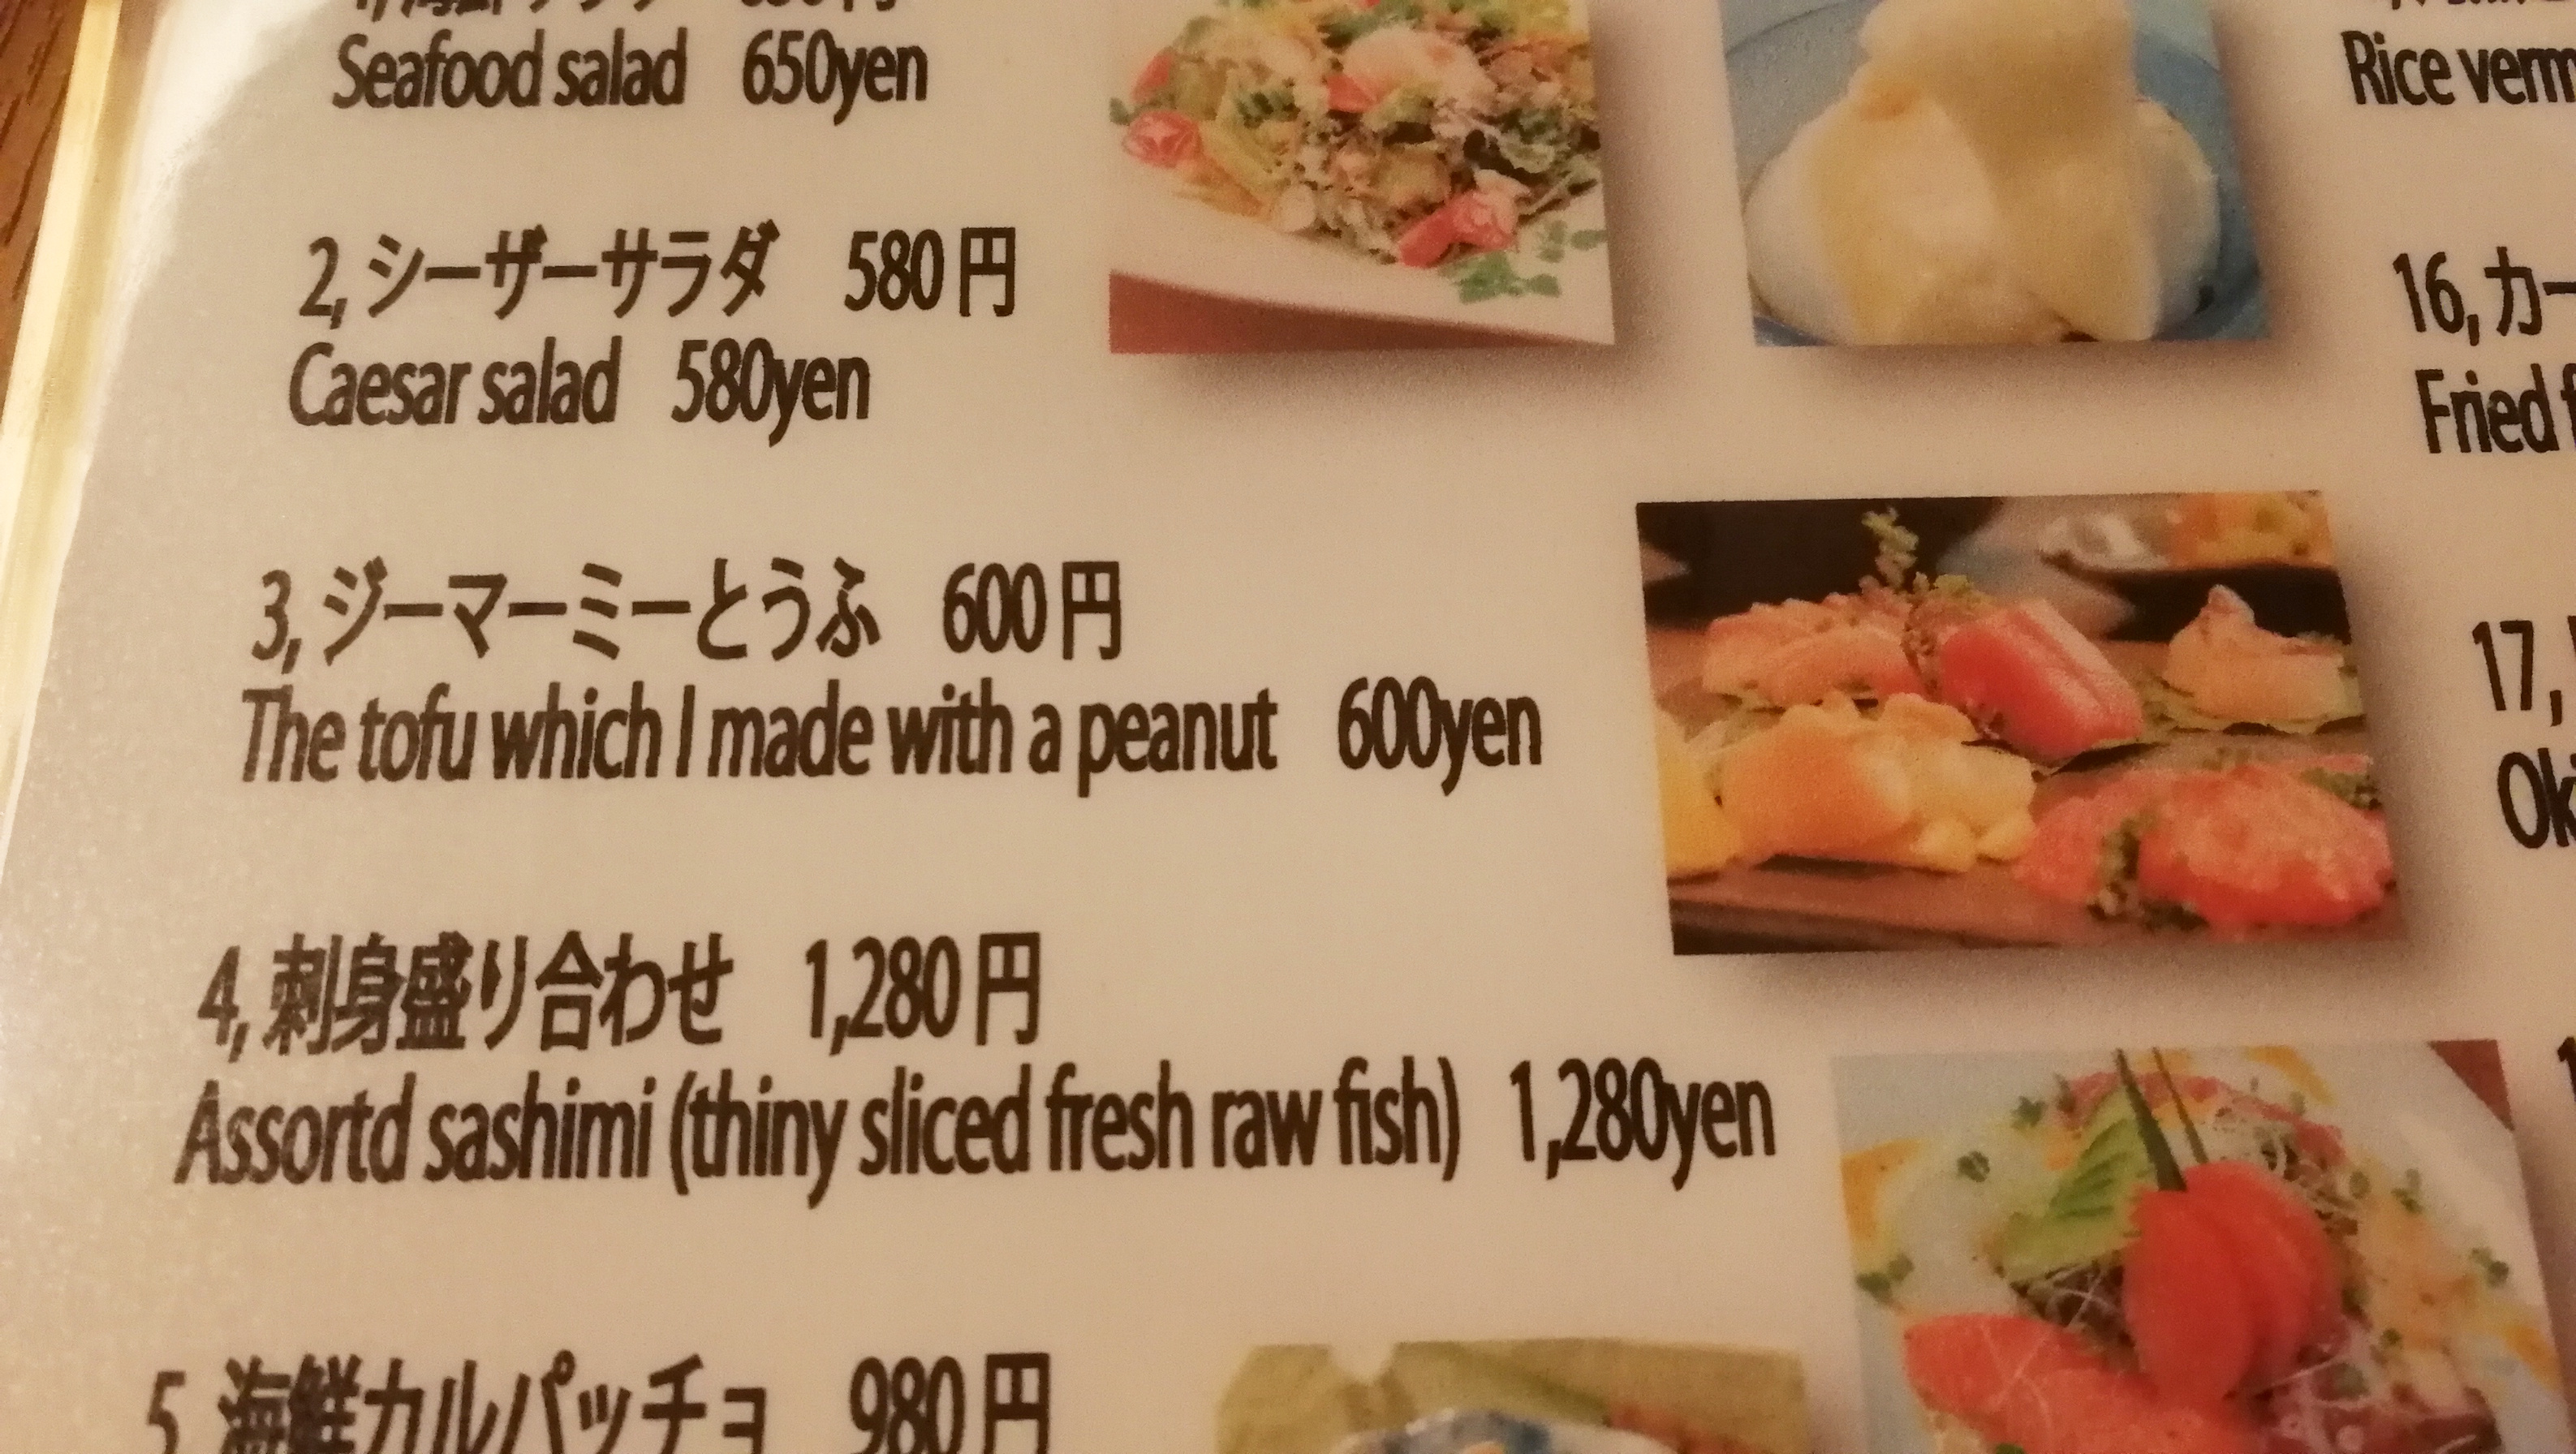 Seafood salad 650yen
2, シーザーサラダ 580円
Caesar salad 580yen
3, ジーマーミーとうふ 600円
The tofu which I made with a peanut 600yen
4, 刺身盛り合わせ 1,280円
Assortd sashimi (thiny sliced fresh raw fish) 1,280yen
5 海鮮カルパッチョ 980円
Rice
16, カー
Fried
17,